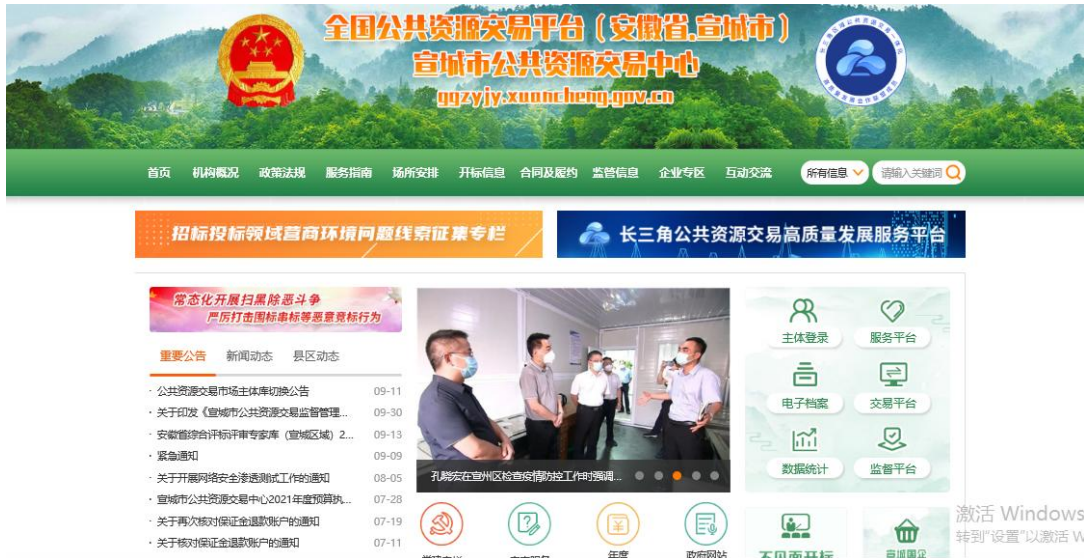 全国公共资源交易平台（安徽省.宣城市）
宣城市公共资源交易中心
ggzyjy.xuancheng.gov.cn
首页 机构概况 政策法规 服务指南 场所安排 开标信息 合同及履约 监管信息 企业专区 互动交流 所有信息 请输入关键词
招标投标领域营商环境问题线索征集专栏
长三角公共资源交易高质量发展服务平台
常态化开展扫黑除恶斗争
严厉打击围标串标等恶意竞标行为
重要公告 新闻动态 县区动态
· 公共资源交易市场主体库切换公告 09-11
· 关于印发《宣城市公共资源交易监督管理... 09-30
· 安徽省综合评标评审专家库（宣城区域）2... 09-13
· 紧急通知 09-09
· 关于开展网络安全渗透测试工作的通知 08-05
· 宣城市公共资源交易中心2021年度预算执... 07-28
· 关于再次核对保证金退款账户的通知 07-19
· 关于核对保证金退款账户的通知 07-11
孔晓宏在宣州区检查疫情防控工作时强调...
主体登录 服务平台
电子档案 交易平台
数据统计 监督平台
年度 政府网站
不见面开标 宣城国企
激活 Windows
转到"设置"以激活 W